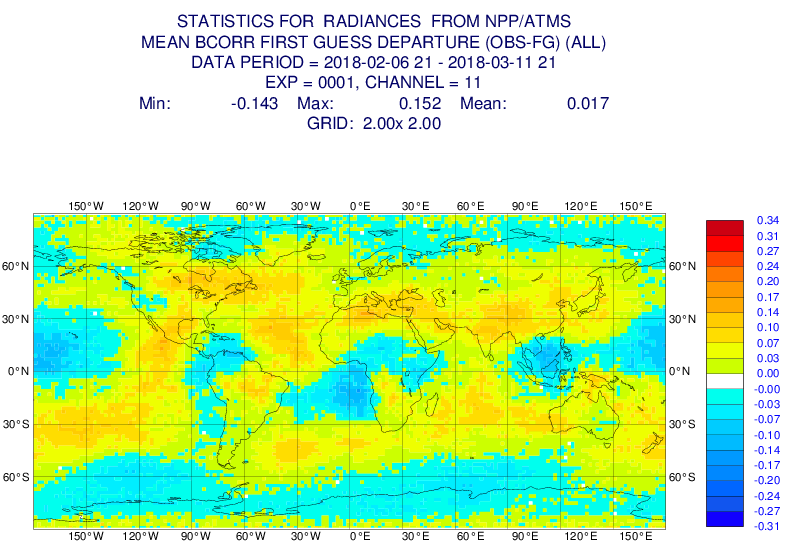 STATISTICS FOR RADIANCES FROM NPP/ATMS
MEAN BCORR FIRST GUESS DEPARTURE (OBS-FG) (ALL)
DATA PERIOD = 2018-02-06 21 - 2018-03-11 21
EXP = 0001, CHANNEL = 11
Min: -0.143 Max: 0.152 Mean: 0.017
GRID: 2.00x 2.00
150°W 120°W 90°W 60°W 30°W 0°E 30°E 60°E 90°E 120°E 150°E
60°N 60°N
30°N 30°N
0°N 0°N
30°S 30°S
60°S 60°S
150°W 120°W 90°W 60°W 30°W 0°E 30°E 60°E 90°E 120°E 150°E
0.34
0.31
0.27
0.24
0.20
0.17
0.14
0.10
0.07
0.03
0.00
-0.00
-0.03
-0.07
-0.10
-0.14
-0.17
-0.20
-0.24
-0.27
-0.31